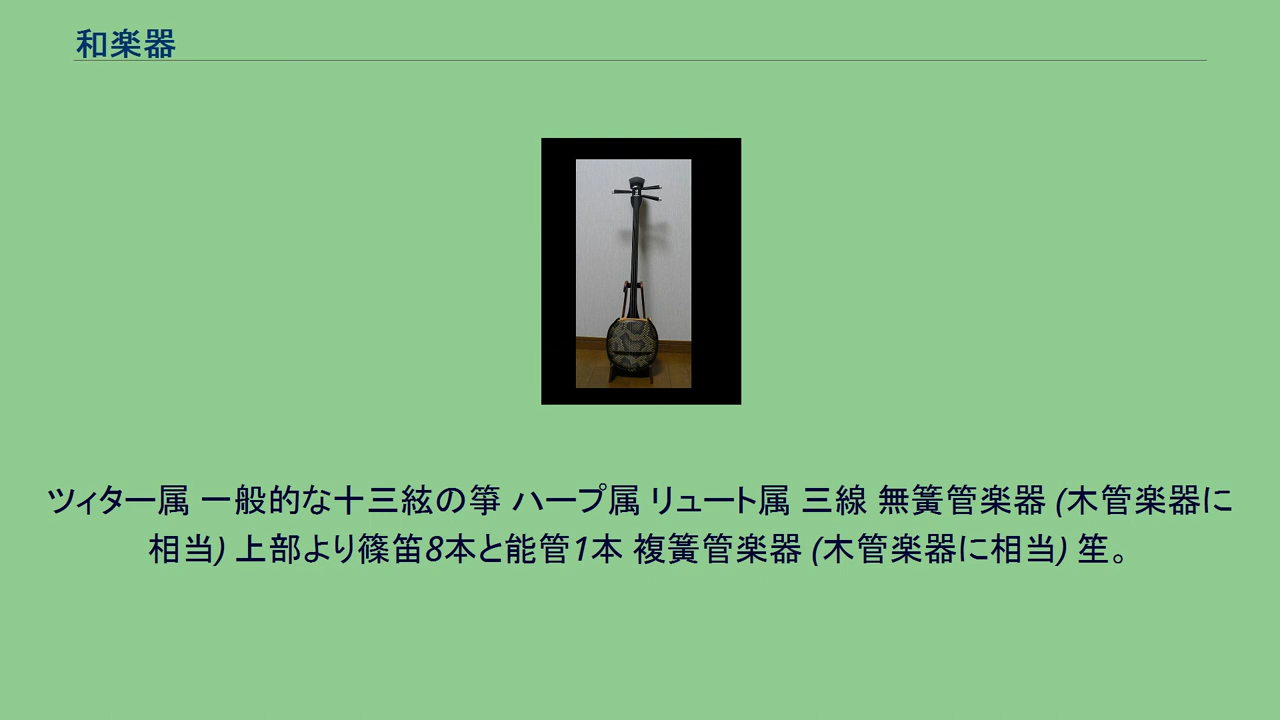 和楽器
ツィター属 一般的な十三絃の箏 ハープ属 リュート属 三線 無簧管楽器 (木管楽器に
相当) 上部より篠笛8本と能管1本 複簧管楽器 (木管楽器に相当) 笙。